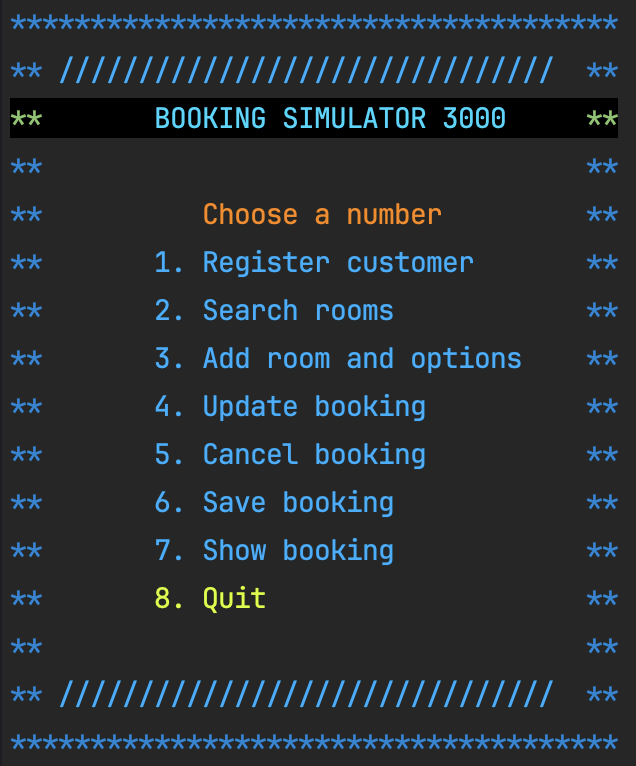 **************************************
** /////////////////////////////// **
** BOOKING SIMULATOR 3000 **
** **
** Choose a number **
** 1. Register customer **
** 2. Search rooms **
** 3. Add room and options **
** 4. Update booking **
** 5. Cancel booking **
** 6. Save booking **
** 7. Show booking **
** 8. Quit **
** **
** /////////////////////////////// **
**************************************